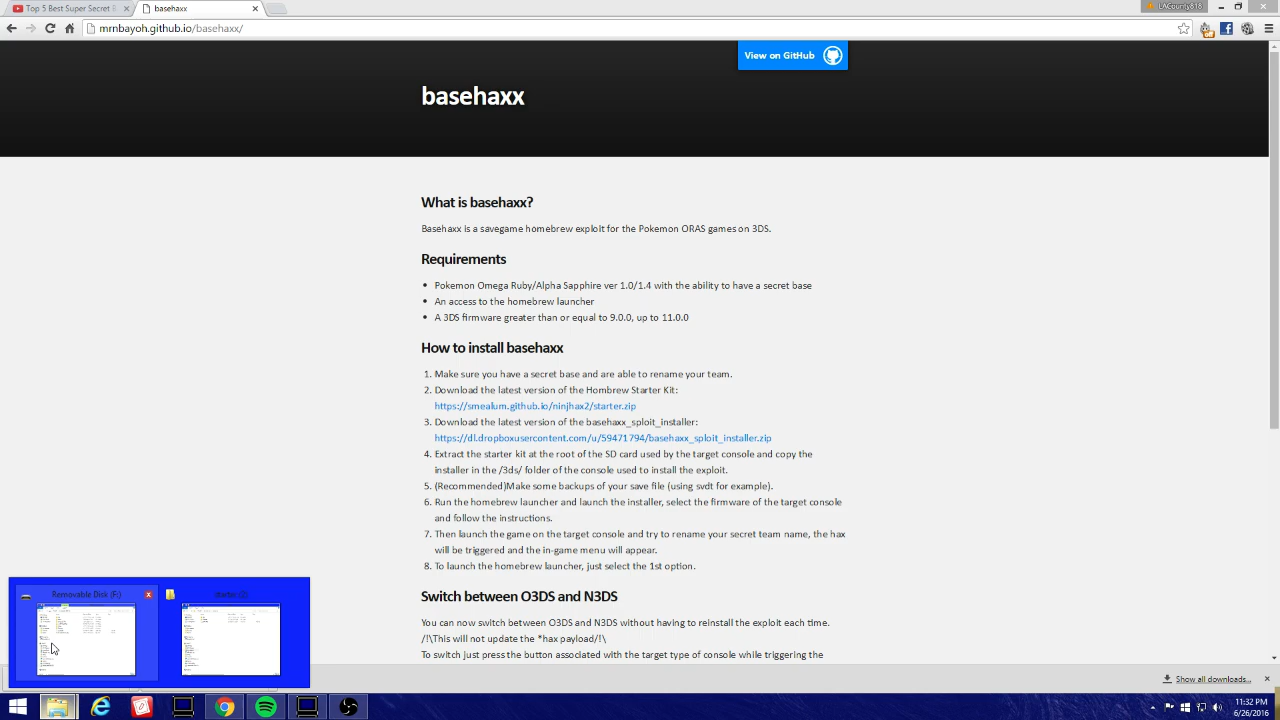 Top 5 Best Super Secret B
basehaxx
LACounty818
mrnbayoh.github.io/basehaxx/
View on GitHub
basehaxx
What is basehaxx?
Basehaxx is a savegame homebrew exploit for the Pokemon ORAS games on 3DS.
Requirements
Pokemon Omega Ruby/Alpha Sapphire ver 1.0/1.4 with the ability to have a secret base
An access to the homebrew launcher
A 3DS firmware greater than or equal to 9.0.0, up to 11.0.0
How to install basehaxx
1. Make sure you have a secret base and are able to rename your team.
2. Download the latest version of the Hombrew Starter Kit:
https://smealum.github.io/ninjhax2/starter.zip
3. Download the latest version of the basehaxx_sploit_installer:
https://dl.dropboxusercontent.com/u/59471794/basehaxx_sploit_installer.zip
4. Extract the starter kit at the root of the SD card used by the target console and copy the
installer in the /3ds/ folder of the console used to install the exploit.
5. (Recommended)Make some backups of your save file (using svdt for example).
6. Run the homebrew launcher and launch the installer, select the firmware of the target console
and follow the instructions.
7. Then launch the game on the target console and try to rename your secret team name, the hax
will be triggered and the in-game menu will appear.
8. To launch the homebrew launcher, just select the 1st option.
Switch between O3DS and N3DS
You can now switch between O3DS and N3DS without having to reinstall the exploit each time.
/!\This will not update the *hax payload/!\
To switch just press the button associated with the target type of console while triggering the
Removable Disk (F:)
starter (2)
Show all downloads...
11:32 PM
6/26/2016